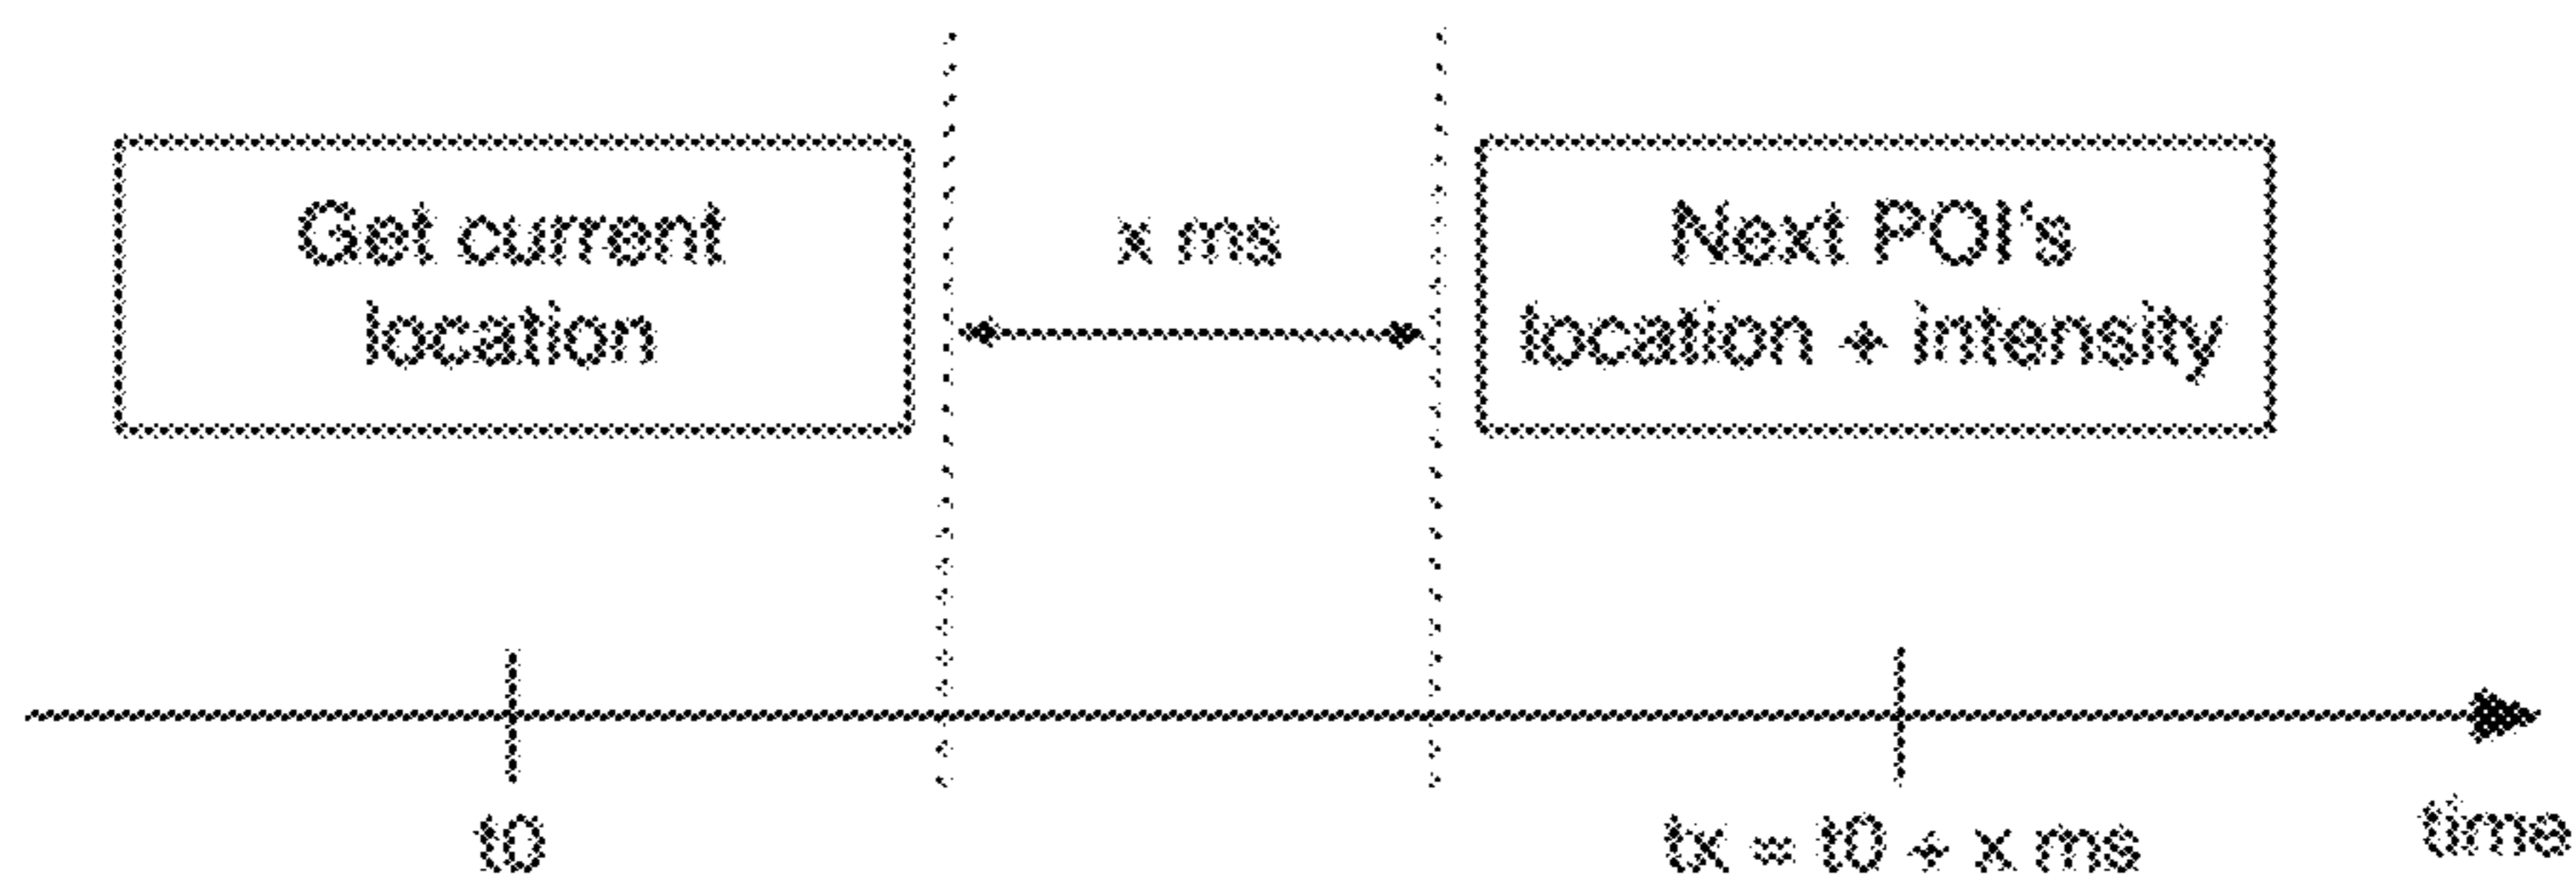 Get current
location
x ms
Next POI's
location + intensity
t0
tx = t0 + x ms
time